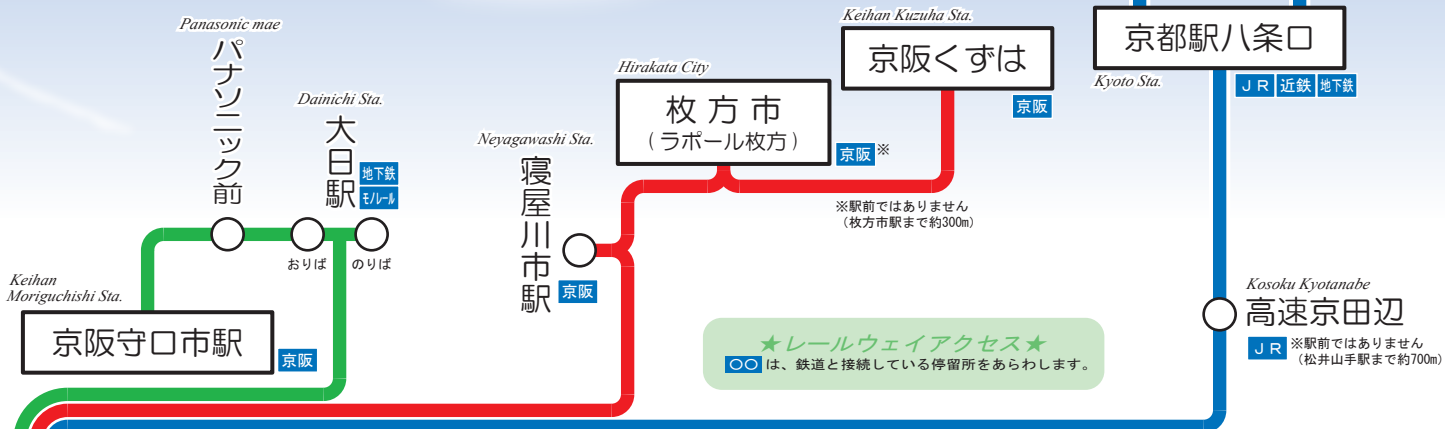 Panasonic mae
パナソニック前
Dainichi Sta.
大日駅
地下鉄
モノレール
おりば
のりば
Keihan
Moriguchishi Sta.
京阪守口市駅
京阪
Neyagawashi Sta.
寝屋川市駅
京阪
Hirakata City
枚方市
（ラポール枚方）
京阪※
Keihan Kuzuha Sta.
京阪くずは
京阪
※駅前ではありません
（枚方市駅まで約300m）
京都駅八条口
Kyoto Sta.
ＪＲ 近鉄 地下鉄
Kosoku Kyotanabe
高速京田辺
ＪＲ ※駅前ではありません
（松井山手駅まで約700m）
★レールウェイアクセス★
○○は、鉄道と接続している停留所をあらわします。